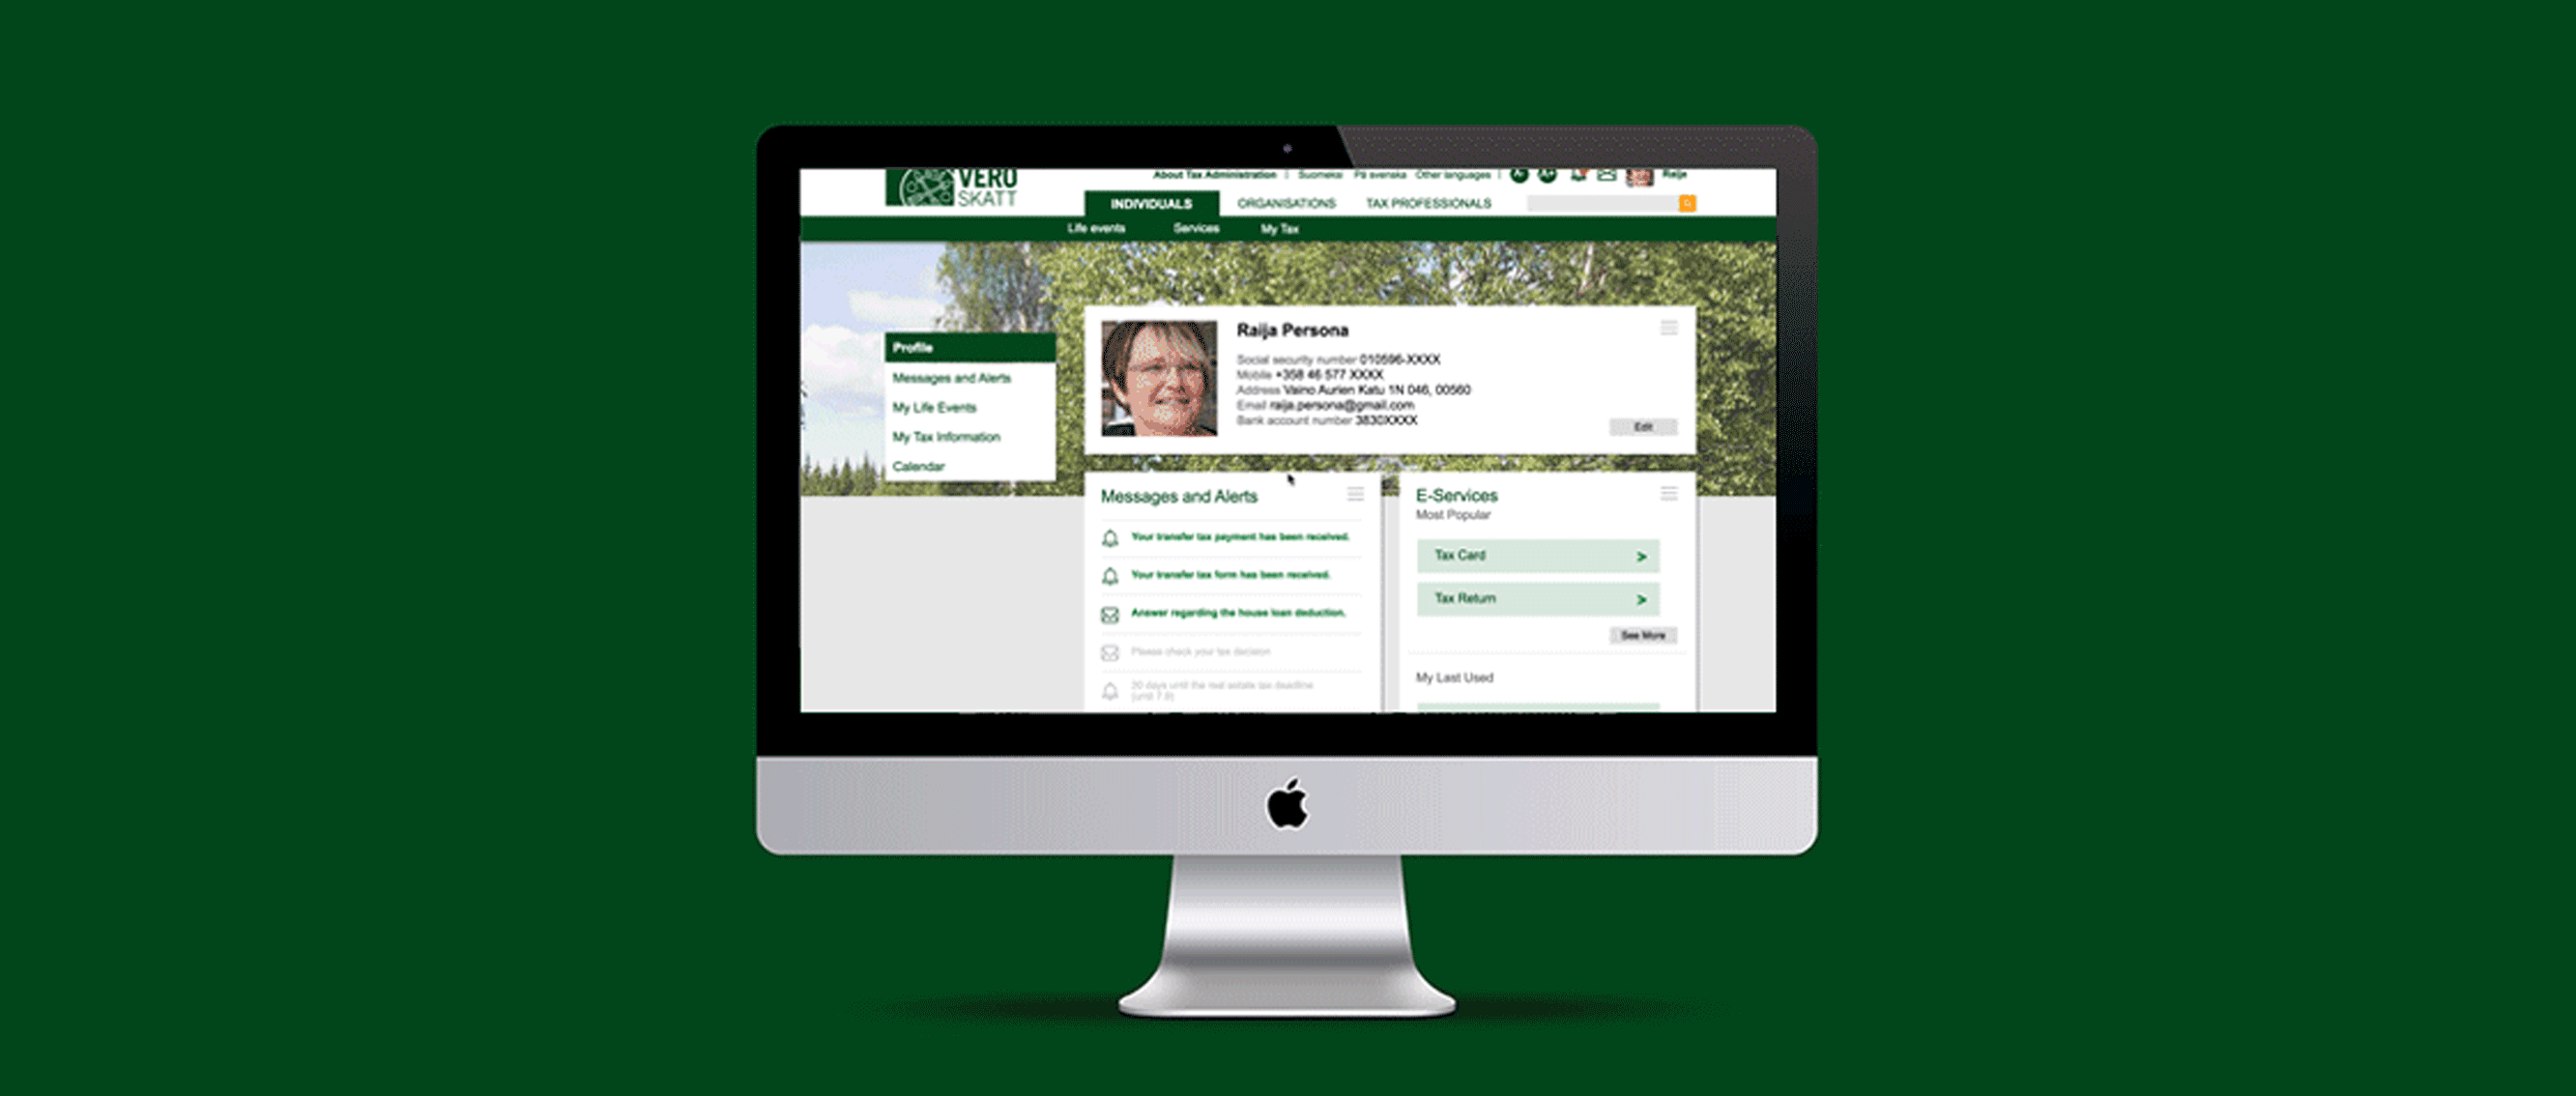 VERO
SKATT
About Tax Administration | Suomeksi På svenska Other languages | A- A+ Raija
INDIVIDUALS ORGANISATIONS TAX PROFESSIONALS
Life events Services My Tax
Profile
Messages and Alerts
My Life Events
My Tax Information
Calendar
Raija Persona
Social security number 010596-XXXX
Mobile +358 46 577 XXXX
Address Vaino Aurien Katu 1N 046, 00560
Email raija.persona@gmail.com
Bank account number 3830XXXX
Edit
Messages and Alerts
Your transfer tax payment has been received.
Your transfer tax form has been received.
Answer regarding the house loan deduction.
Please check your tax decision
20 days until the real estate tax deadline
(until 7.9)
E-Services
Most Popular
Tax Card >
Tax Return >
See More
My Last Used